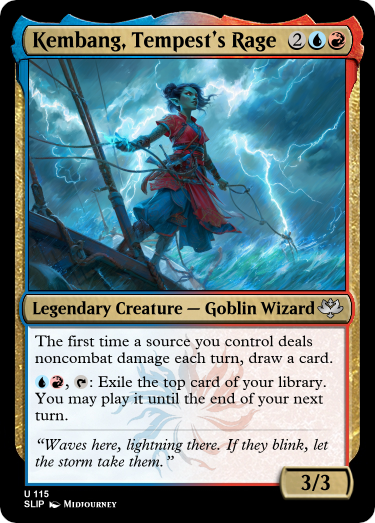 Kembang, Tempest's Rage 2
Legendary Creature — Goblin Wizard
The first time a source you control deals
noncombat damage each turn, draw a card.
, : Exile the top card of your library.
You may play it until the end of your next
turn.
“Waves here, lightning there. If they blink, let
the storm take them.”
3/3
U 115
SLIP Midjourney